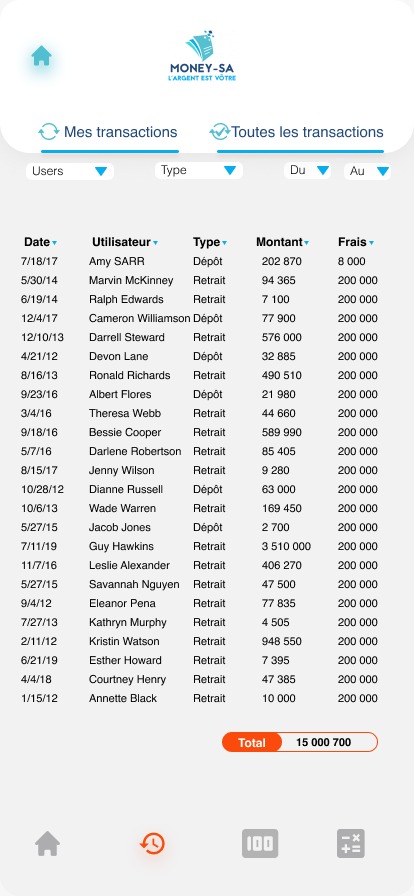 MONEY-SA
L'ARGENT EST VÔTRE
Mes transactions Toutes les transactions
Users Type Du Au
Date Utilisateur Type Montant Frais
7/18/17 Amy SARR Dépôt 202 870 8 000
5/30/14 Marvin McKinney Retrait 94 365 200 000
6/19/14 Ralph Edwards Retrait 7 100 200 000
12/4/17 Cameron Williamson Dépôt 77 900 200 000
12/10/13 Darrell Steward Retrait 576 000 200 000
4/21/12 Devon Lane Dépôt 32 885 200 000
8/16/13 Ronald Richards Retrait 490 510 200 000
9/23/16 Albert Flores Dépôt 21 980 200 000
3/4/16 Theresa Webb Retrait 44 660 200 000
9/18/16 Bessie Cooper Retrait 589 990 200 000
5/7/16 Darlene Robertson Retrait 85 405 200 000
8/15/17 Jenny Wilson Retrait 9 280 200 000
10/28/12 Dianne Russell Dépôt 63 000 200 000
10/6/13 Wade Warren Retrait 169 450 200 000
5/27/15 Jacob Jones Dépôt 2 700 200 000
7/11/19 Guy Hawkins Retrait 3 510 000 200 000
11/7/16 Leslie Alexander Retrait 406 270 200 000
5/27/15 Savannah Nguyen Retrait 47 500 200 000
9/4/12 Eleanor Pena Retrait 77 835 200 000
7/27/13 Kathryn Murphy Retrait 4 505 200 000
2/11/12 Kristin Watson Retrait 948 550 200 000
6/21/19 Esther Howard Retrait 7 395 200 000
4/4/18 Courtney Henry Retrait 47 385 200 000
1/15/12 Annette Black Retrait 10 000 200 000
Total 15 000 700
100